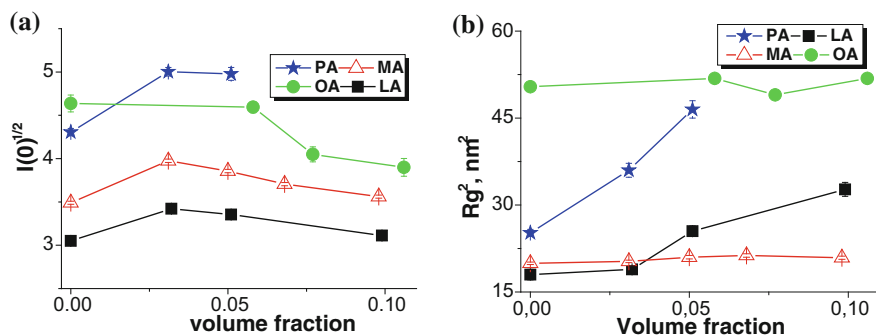 (a)
5
4
3
I(0)1/2
PA MA
OA LA
0.00 0.05 0.10
volume fraction
(b)
60
45
30
15
Rg2, nm2
PA LA
MA OA
0,00 0,05 0,10
Volume fraction